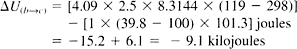 ΔU(b→c) = [4.09 × 2.5 × 8.3144 × (119 − 298)]
− [1 × (39.8 − 100) × 101.3] joules
= −15.2 + 6.1 = − 9.1 kilojoules